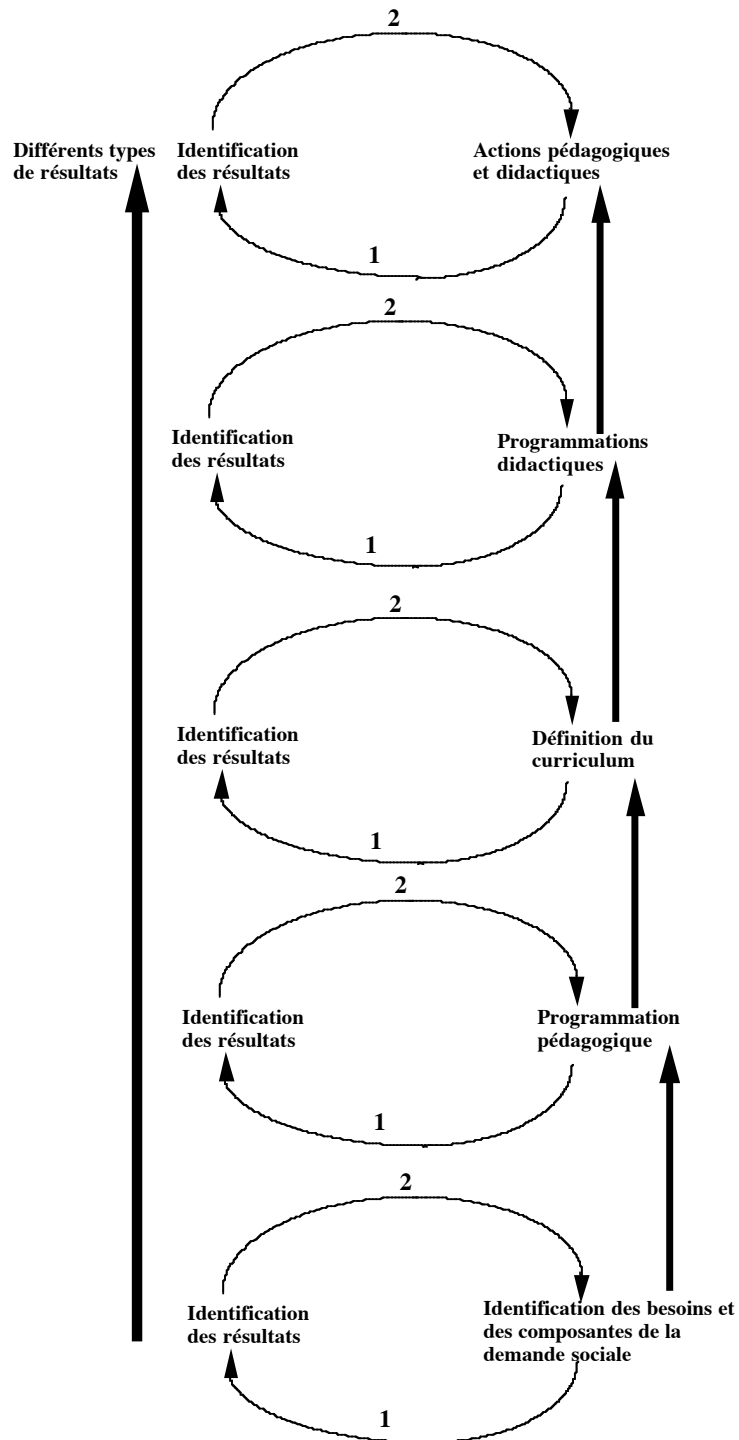 2
Différents types
de résultats
Identification
des résultats
Actions pédagogiques
et didactiques
1
2
Identification
des résultats
Programmations
didactiques
1
2
Identification
des résultats
Définition du
curriculum
1
2
Identification
des résultats
Programmation
pédagogique
1
2
Identification
des résultats
Identification des besoins et
des composantes de la
demande sociale
1